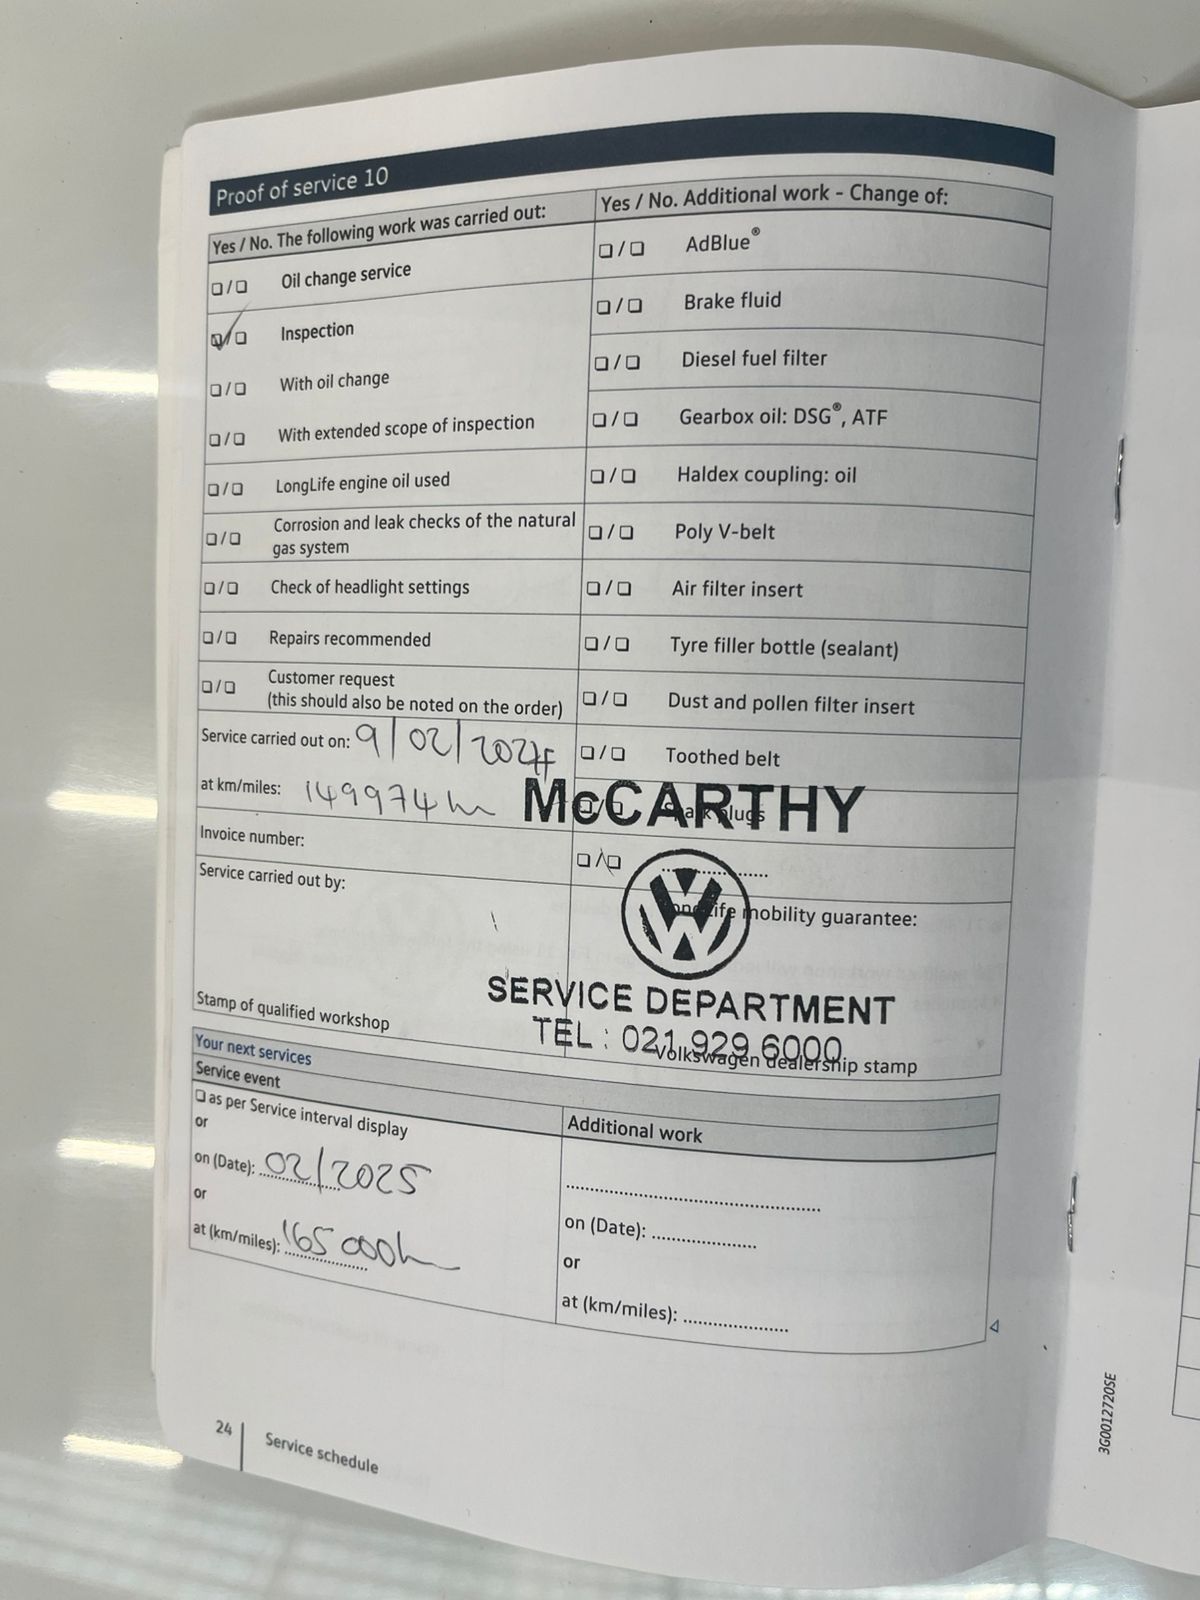 Proof of service 10
Yes / No. The following work was carried out:
❏/❏ Oil change service
❏/❏ Inspection
❏/❏ With oil change
❏/❏ With extended scope of inspection
❏/❏ LongLife engine oil used
❏/❏ Corrosion and leak checks of the natural
gas system
❏/❏ Check of headlight settings
❏/❏ Repairs recommended
❏/❏ Customer request
(this should also be noted on the order)
Service carried out on: 9/02/2024
at km/miles: 149974km
Invoice number:
Service carried out by:
Stamp of qualified workshop
Yes / No. Additional work - Change of:
❏/❏ AdBlue®
❏/❏ Brake fluid
❏/❏ Diesel fuel filter
❏/❏ Gearbox oil: DSG®, ATF
❏/❏ Haldex coupling: oil
❏/❏ Poly V-belt
❏/❏ Air filter insert
❏/❏ Tyre filler bottle (sealant)
❏/❏ Dust and pollen filter insert
❏/❏ Toothed belt
❏/❏ Spark plugs
❏/❏ ..................
LongLife mobility guarantee:
Volkswagen dealership stamp
McCARTHY
SERVICE DEPARTMENT
TEL : 021 929 6000
Your next services
Service event
❏ as per Service interval display
or
on (Date): 02/2025
or
at (km/miles): 165 000km
Additional work
..............................................
on (Date): ...................
or
at (km/miles): ...................
24
Service schedule
3G0012720SE